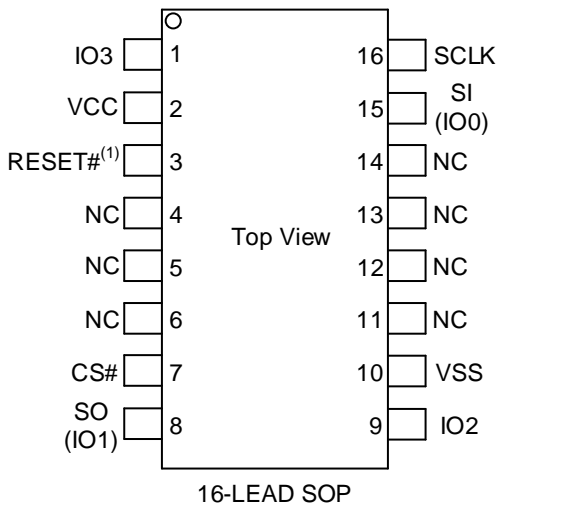 IO3 1 16 SCLK
VCC 2 15 SI
(IO0)
RESET#(1) 3 14 NC
NC 4 13 NC
Top View
NC 5 12 NC
NC 6 11 NC
CS# 7 10 VSS
SO
(IO1) 8 9 IO2
16-LEAD SOP